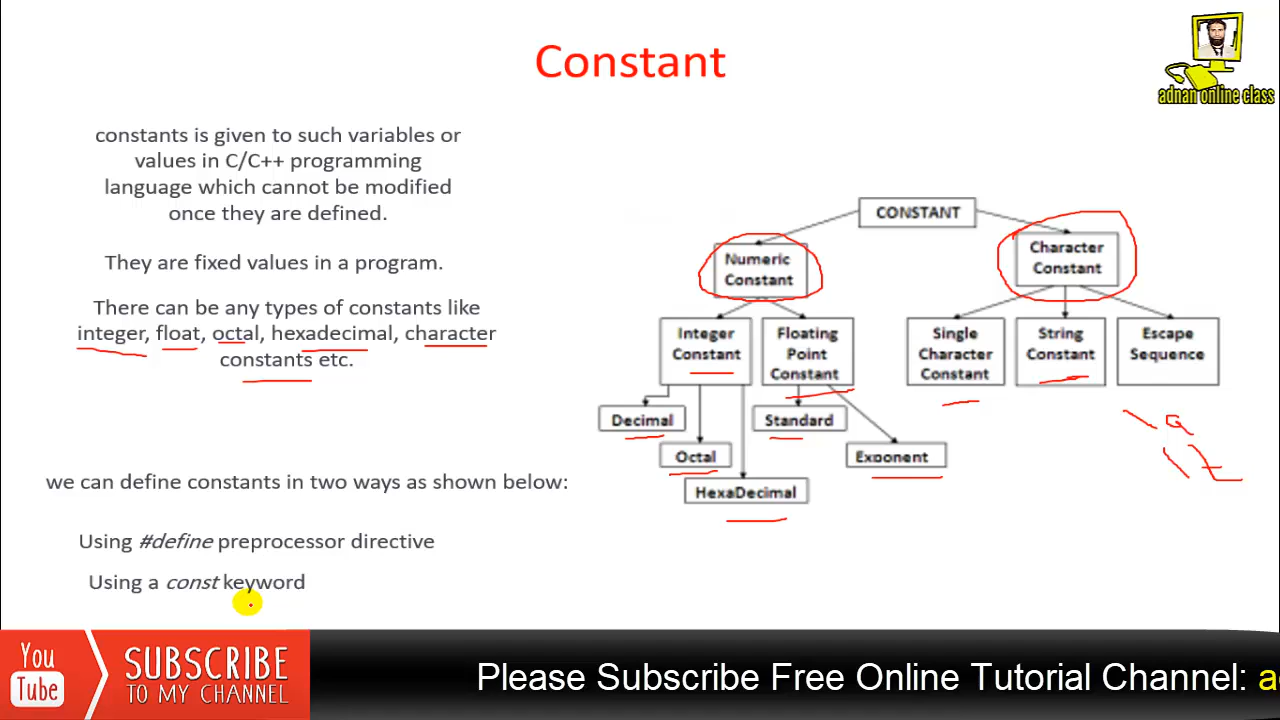 Constant
adnan online class
constants is given to such variables or
values in C/C++ programming
language which cannot be modified
once they are defined.
They are fixed values in a program.
There can be any types of constants like
integer, float, octal, hexadecimal, character
constants etc.
we can define constants in two ways as shown below:
Using #define preprocessor directive
Using a const keyword
CONSTANT
Numeric
Constant
Character
Constant
Integer
Constant
Floating
Point
Constant
Single
Character
Constant
String
Constant
Escape
Sequence
Decimal
Standard
Octal
Exponent
HexaDecimal
\a
You
Tube
SUBSCRIBE
TO MY CHANNEL
Please Subscribe Free Online Tutorial Channel: